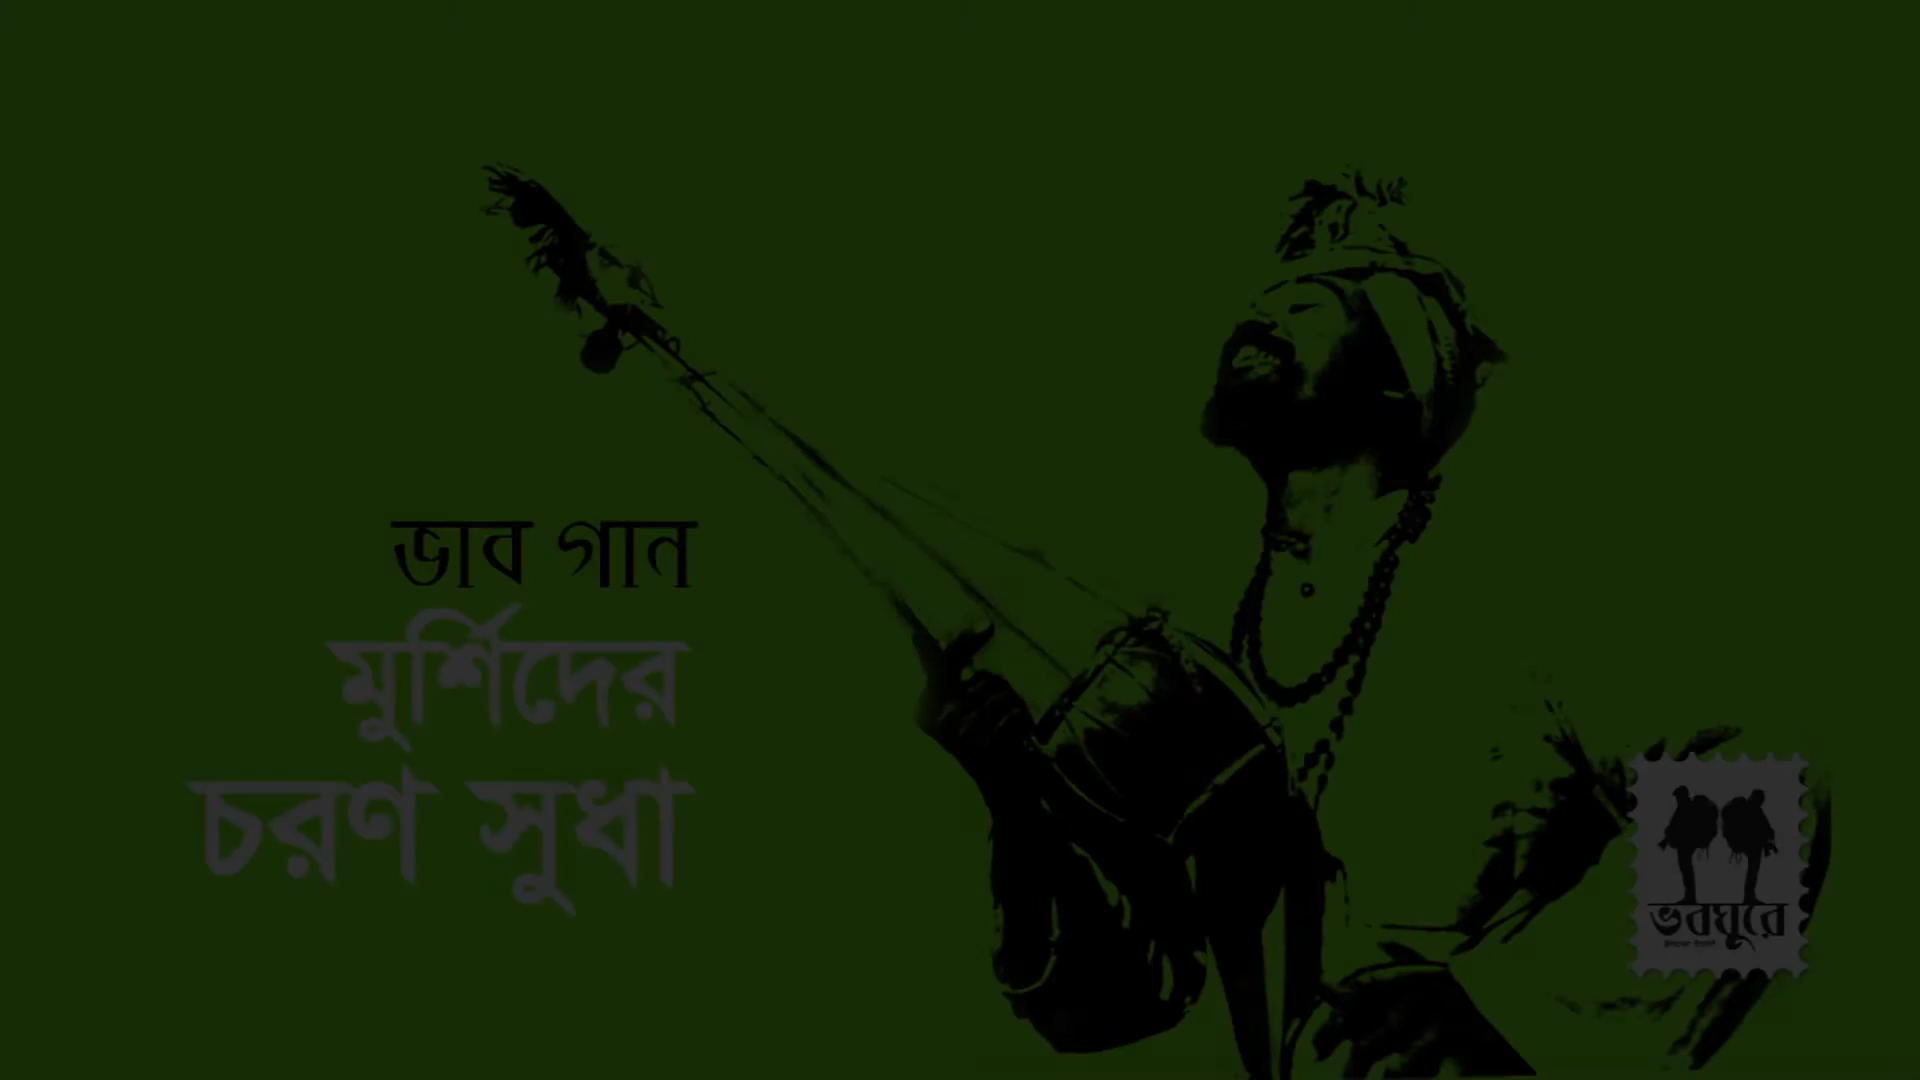 ভাব গান
মুর্শিদের
চরণ সুধা
ভবঘুরে